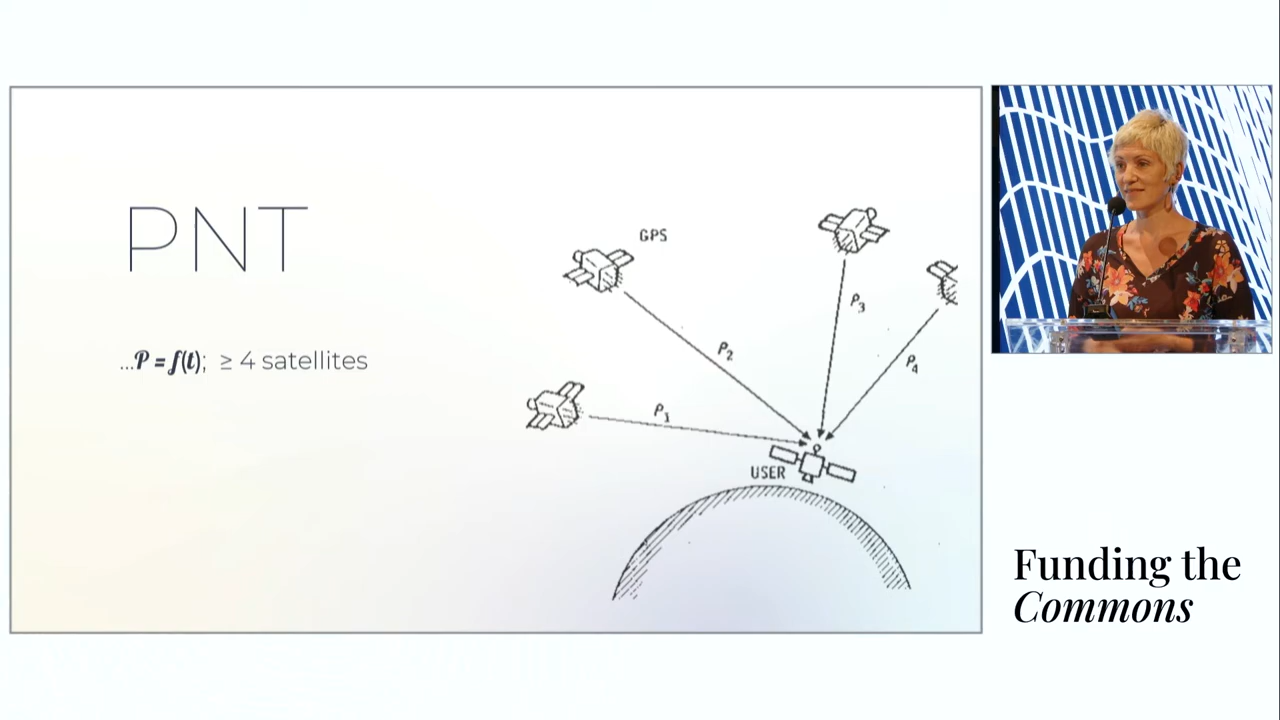 PNT
...P = f(t); ≥ 4 satellites
GPS
P1
P2
P3
P4
USER
Funding the
Commons